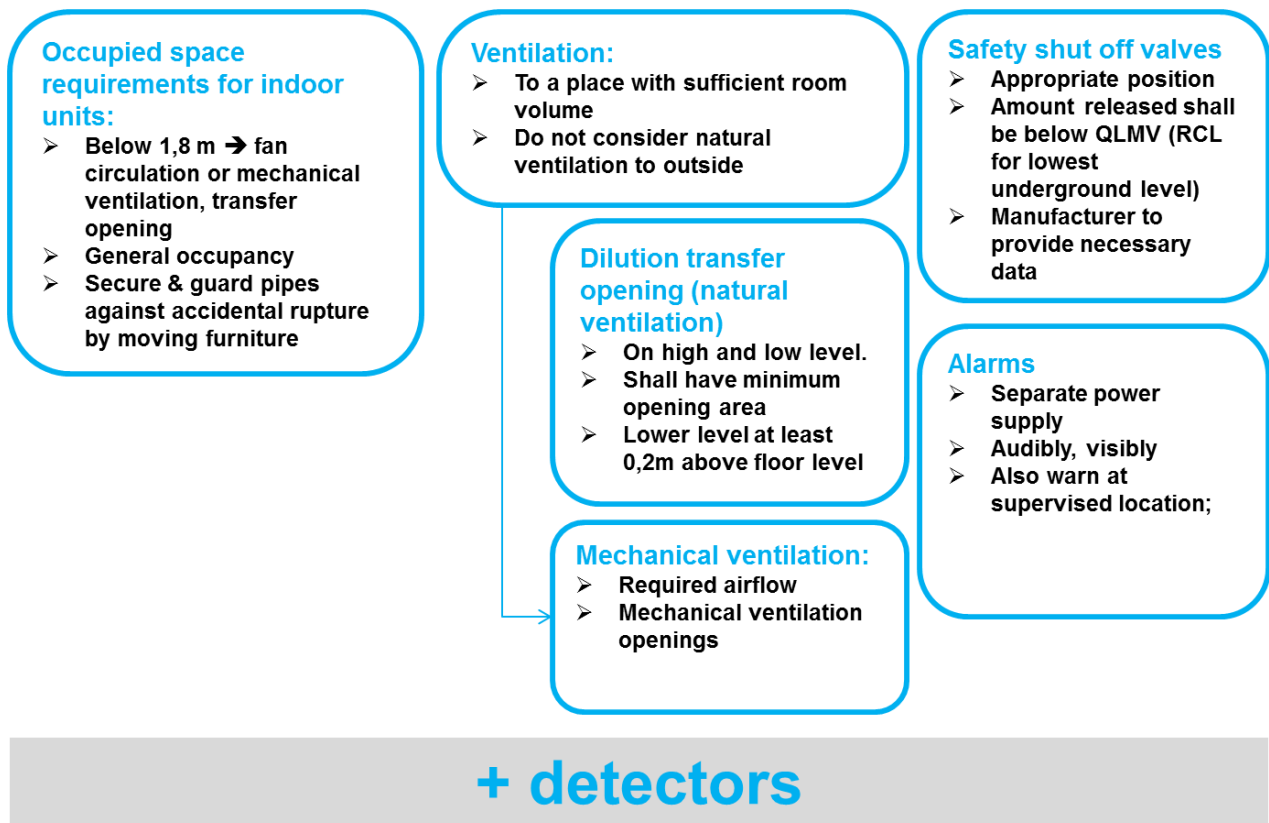 Occupied space
requirements for indoor
units:
➢ Below 1,8 m ➔ fan
circulation or mechanical
ventilation, transfer
opening
➢ General occupancy
➢ Secure & guard pipes
against accidental rupture
by moving furniture
Ventilation:
➢ To a place with sufficient room
volume
➢ Do not consider natural
ventilation to outside
Dilution transfer
opening (natural
ventilation)
➢ On high and low level.
➢ Shall have minimum
opening area
➢ Lower level at least
0,2m above floor level
Mechanical ventilation:
➢ Required airflow
➢ Mechanical ventilation
openings
Safety shut off valves
➢ Appropriate position
➢ Amount released shall
be below QLMV (RCL
for lowest
underground level)
➢ Manufacturer to
provide necessary
data
Alarms
➢ Separate power
supply
➢ Audibly, visibly
➢ Also warn at
supervised location;
+ detectors